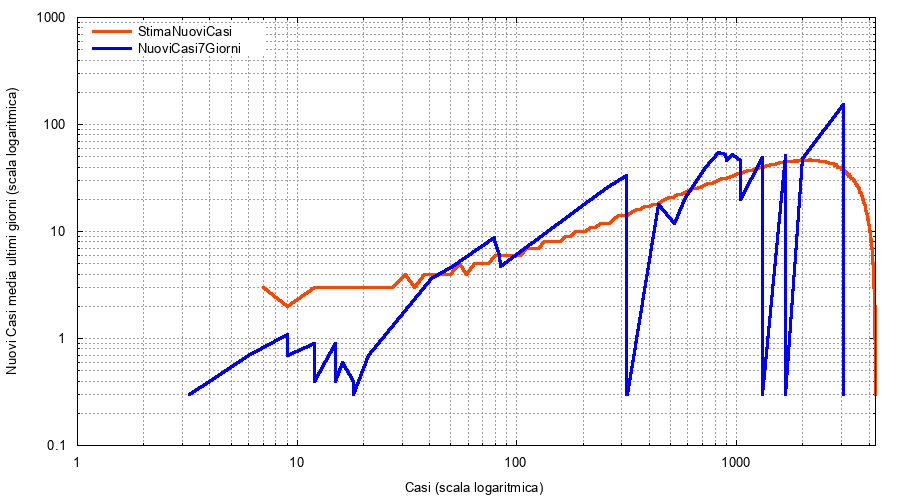 1000
100
10
1
0.1
Nuovi Casi media ultimi giorni (scala logaritmica)
StimaNuoviCasi
NuoviCasi7Giorni
1 10 100 1000
Casi (scala logaritmica)